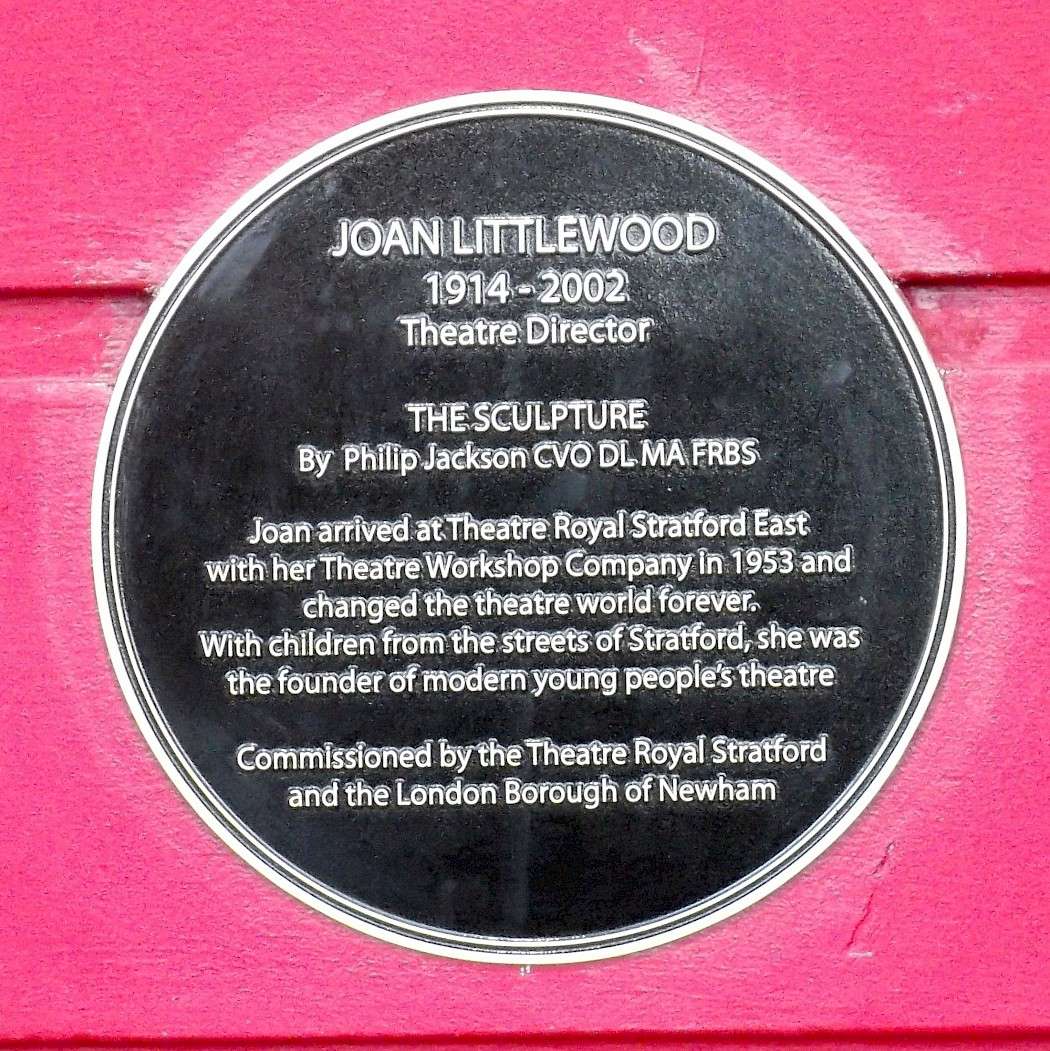 JOAN LITTLEWOOD
1914 - 2002
Theatre Director
THE SCULPTURE
By Philip Jackson CVO DL MA FRBS
Joan arrived at Theatre Royal Stratford East
with her Theatre Workshop Company in 1953 and
changed the theatre world forever.
With children from the streets of Stratford, she was
the founder of modern young people's theatre
Commissioned by the Theatre Royal Stratford
and the London Borough of Newham